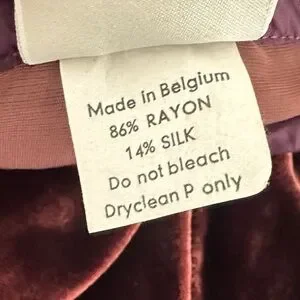 Made in Belgium
86% RAYON
14% SILK
Do not bleach
Dryclean P only